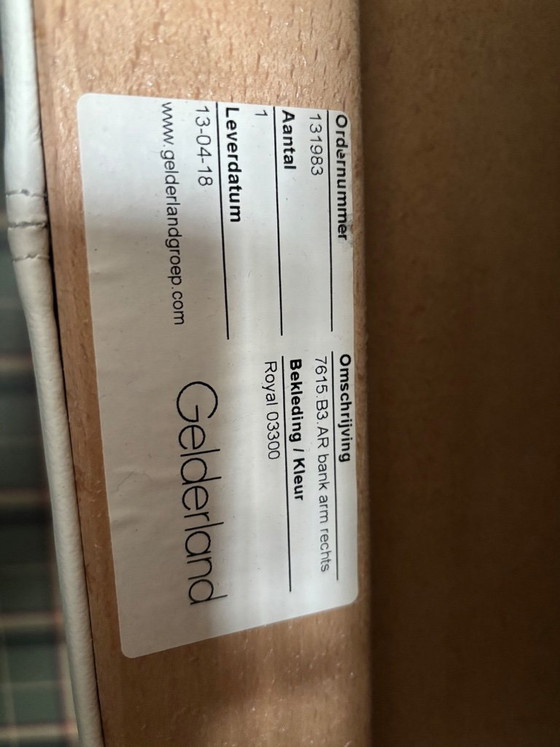 Ordernummer
131983
Aantal
1
Leverdatum
13-04-18
www.gelderlandgroep.com
Omschrijving
7615.B3.AR bank arm rechts
Bekleding / Kleur
Royal 03300
Gelderland